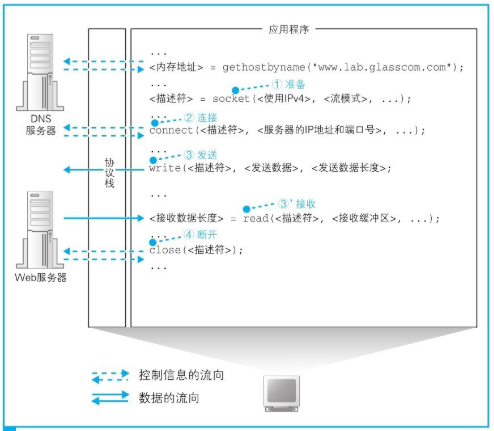 应用程序
...
<内存地址> = gethostbyname("www.lab.glasscom.com");
...
① 准备
<描述符> = socket(<使用IPv4>, <流模式>, ...);
...
② 连接
connect(<描述符>, <服务器的IP地址和端口号>, ...);
...
③ 发送
write(<描述符>, <发送数据>, <发送数据长度>);
...
③'接收
<接收数据长度> = read(<描述符>, <接收缓冲区>, ...);
...
④ 断开
close(<描述符>);
...
DNS
服务器
协议栈
Web服务器
控制信息的流向
数据的流向